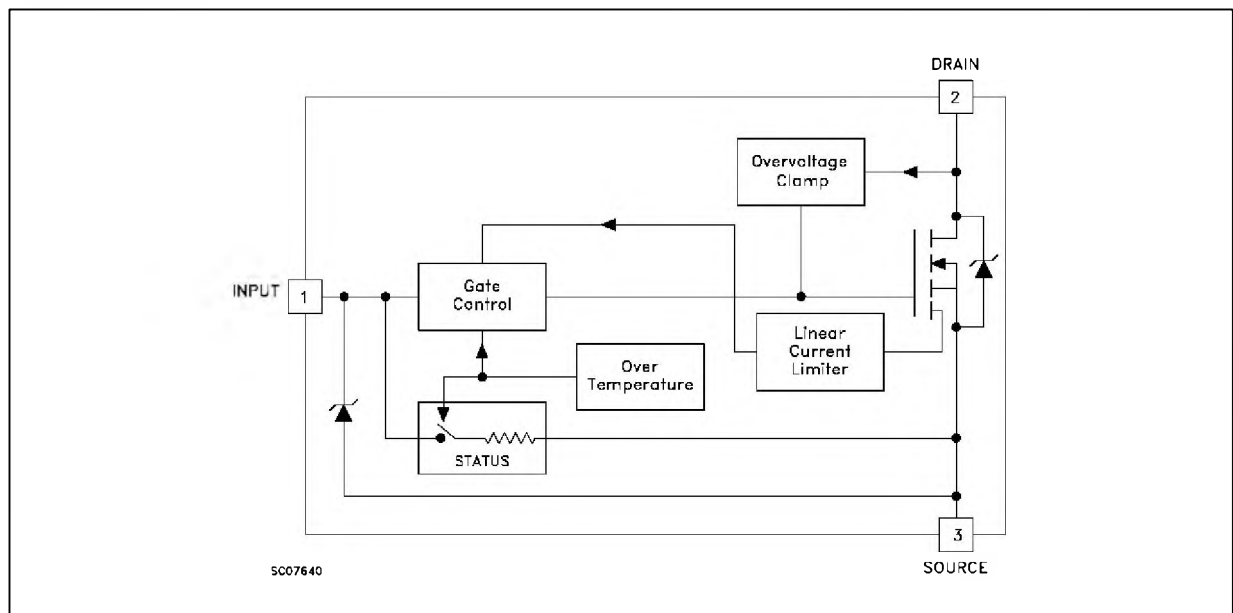 DRAIN
2
Overvoltage
Clamp
INPUT
1
Gate
Control
Linear
Current
Limiter
Over
Temperature
STATUS
3
SC07640
SOURCE